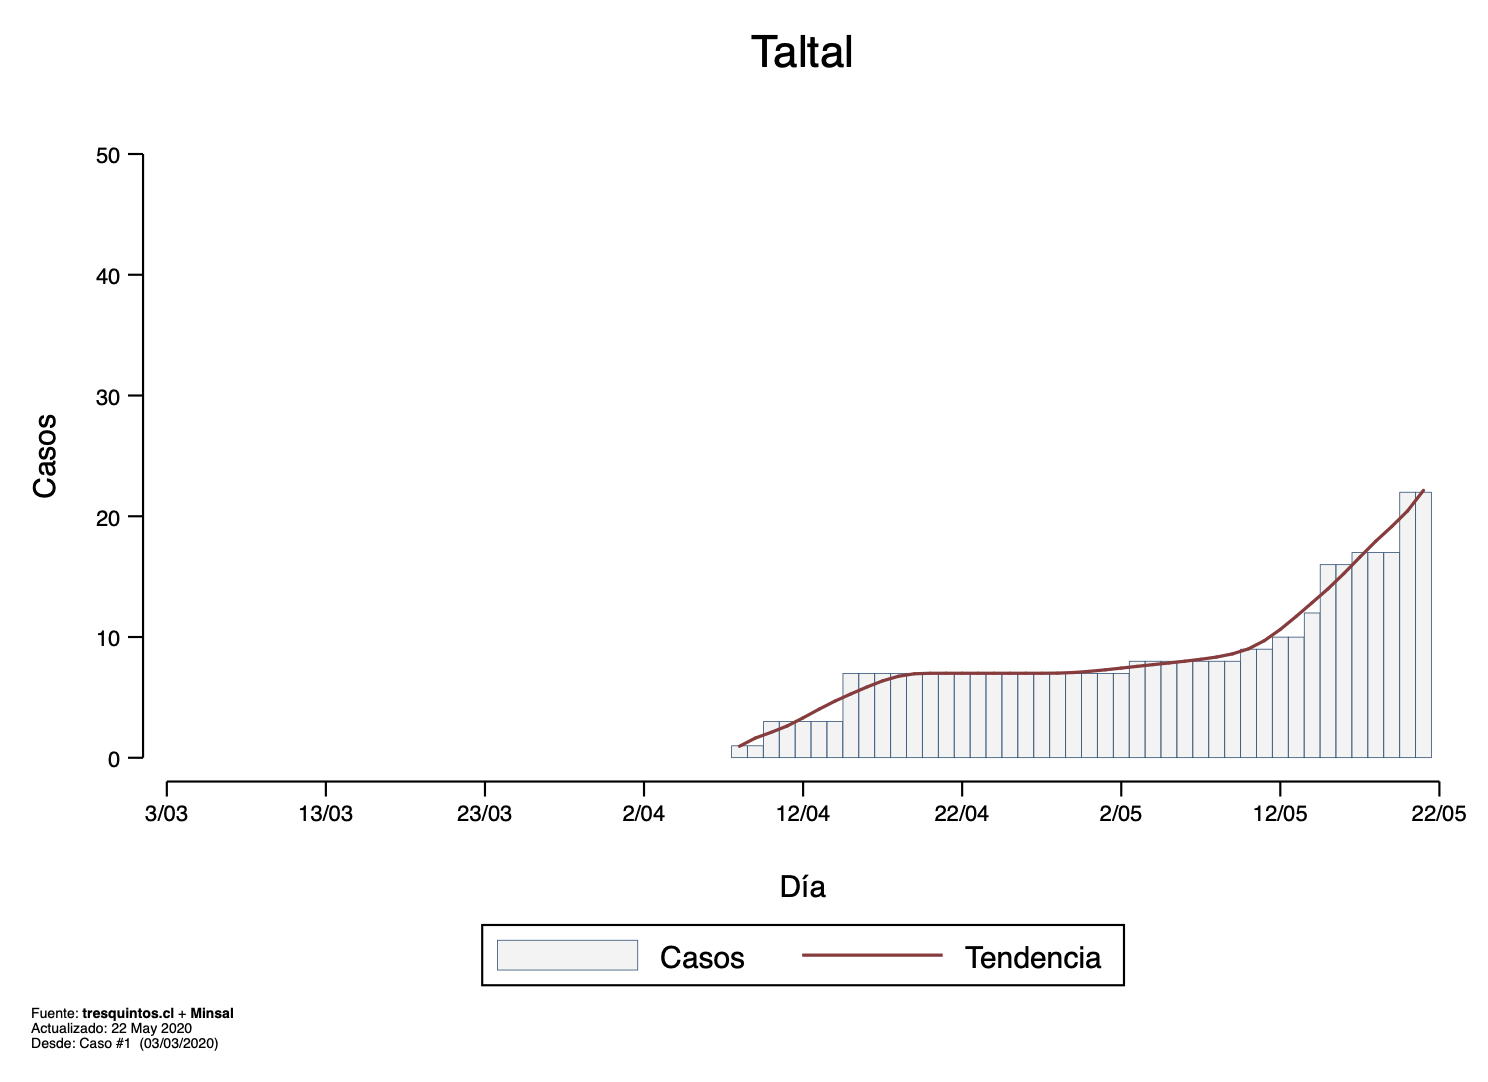 Taltal
50
40
30
20
10
0
Casos
3/03 13/03 23/03 2/04 12/04 22/04 2/05 12/05 22/05
Día
Casos Tendencia
Fuente: tresquintos.cl + Minsal
Actualizado: 22 May 2020
Desde: Caso #1 (03/03/2020)